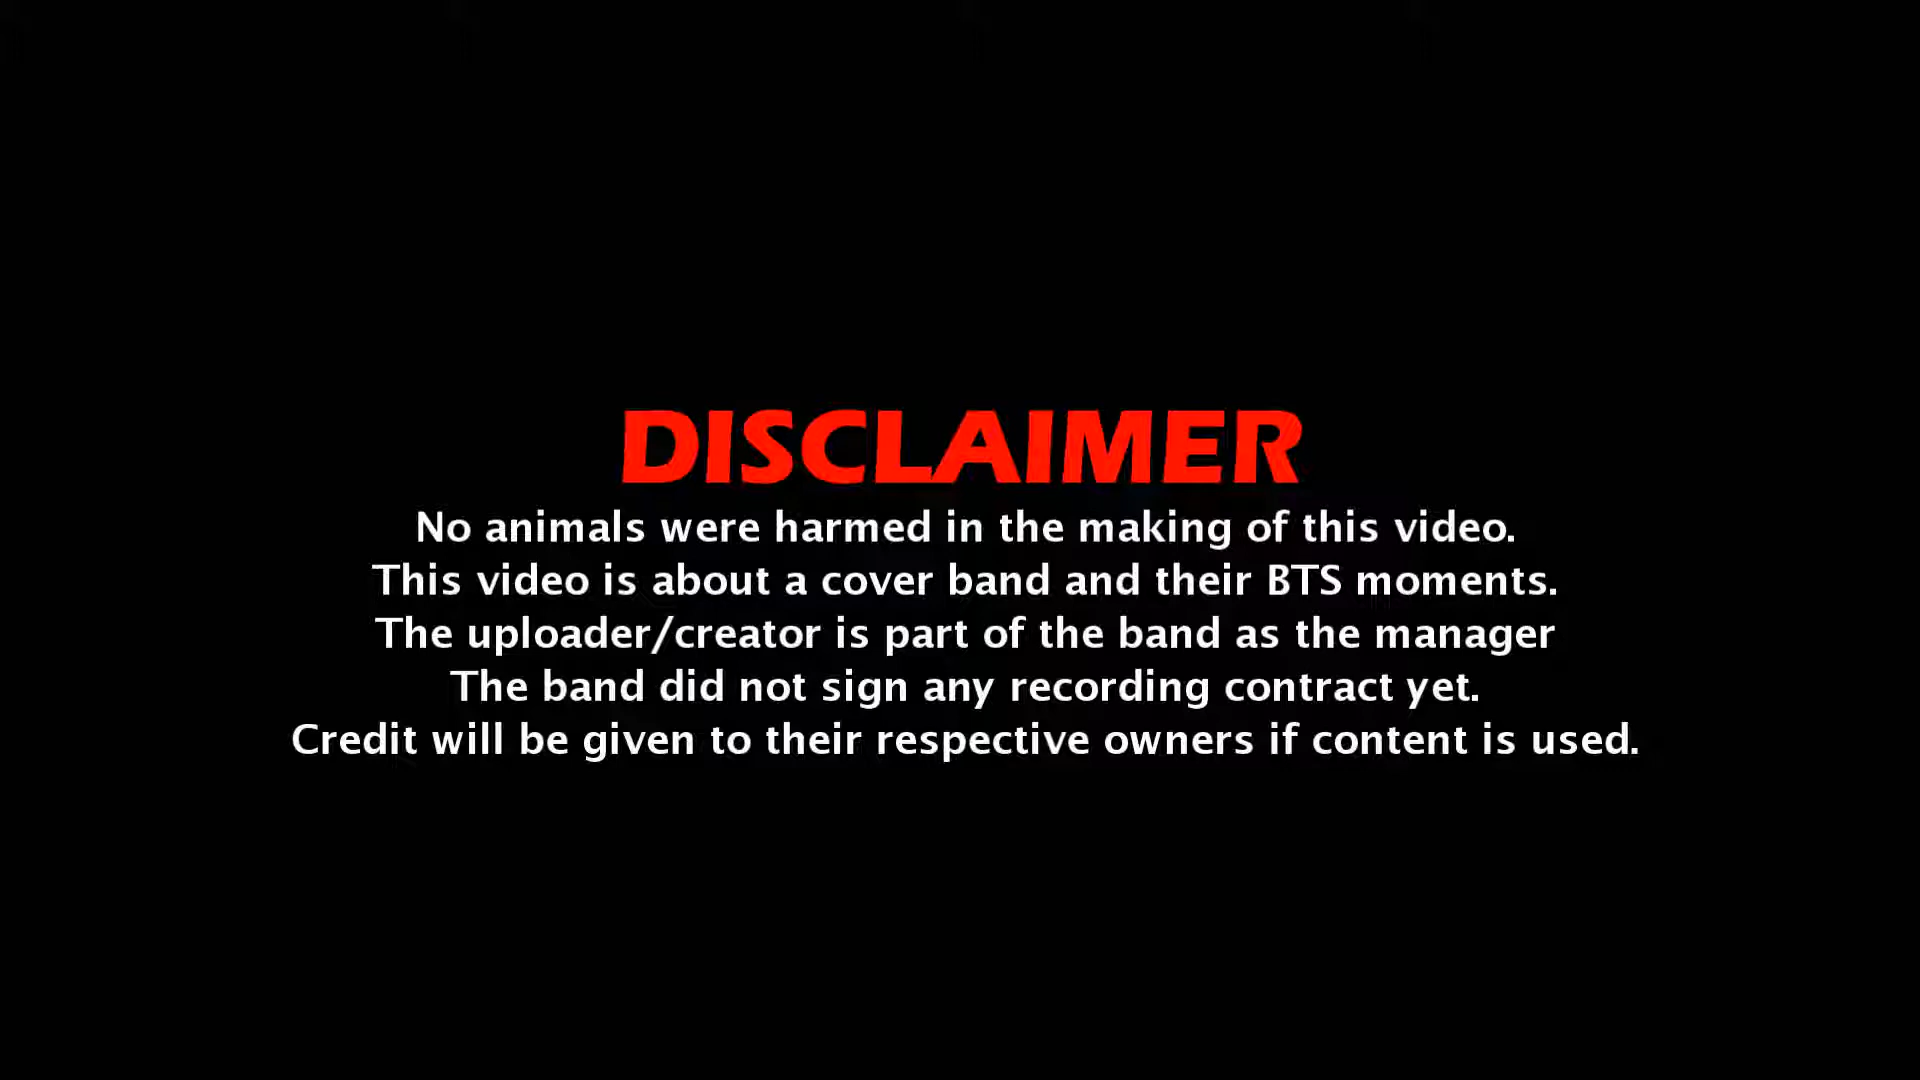 DISCLAIMER
No animals were harmed in the making of this video.
This video is about a cover band and their BTS moments.
The uploader/creator is part of the band as the manager
The band did not sign any recording contract yet.
Credit will be given to their respective owners if content is used.